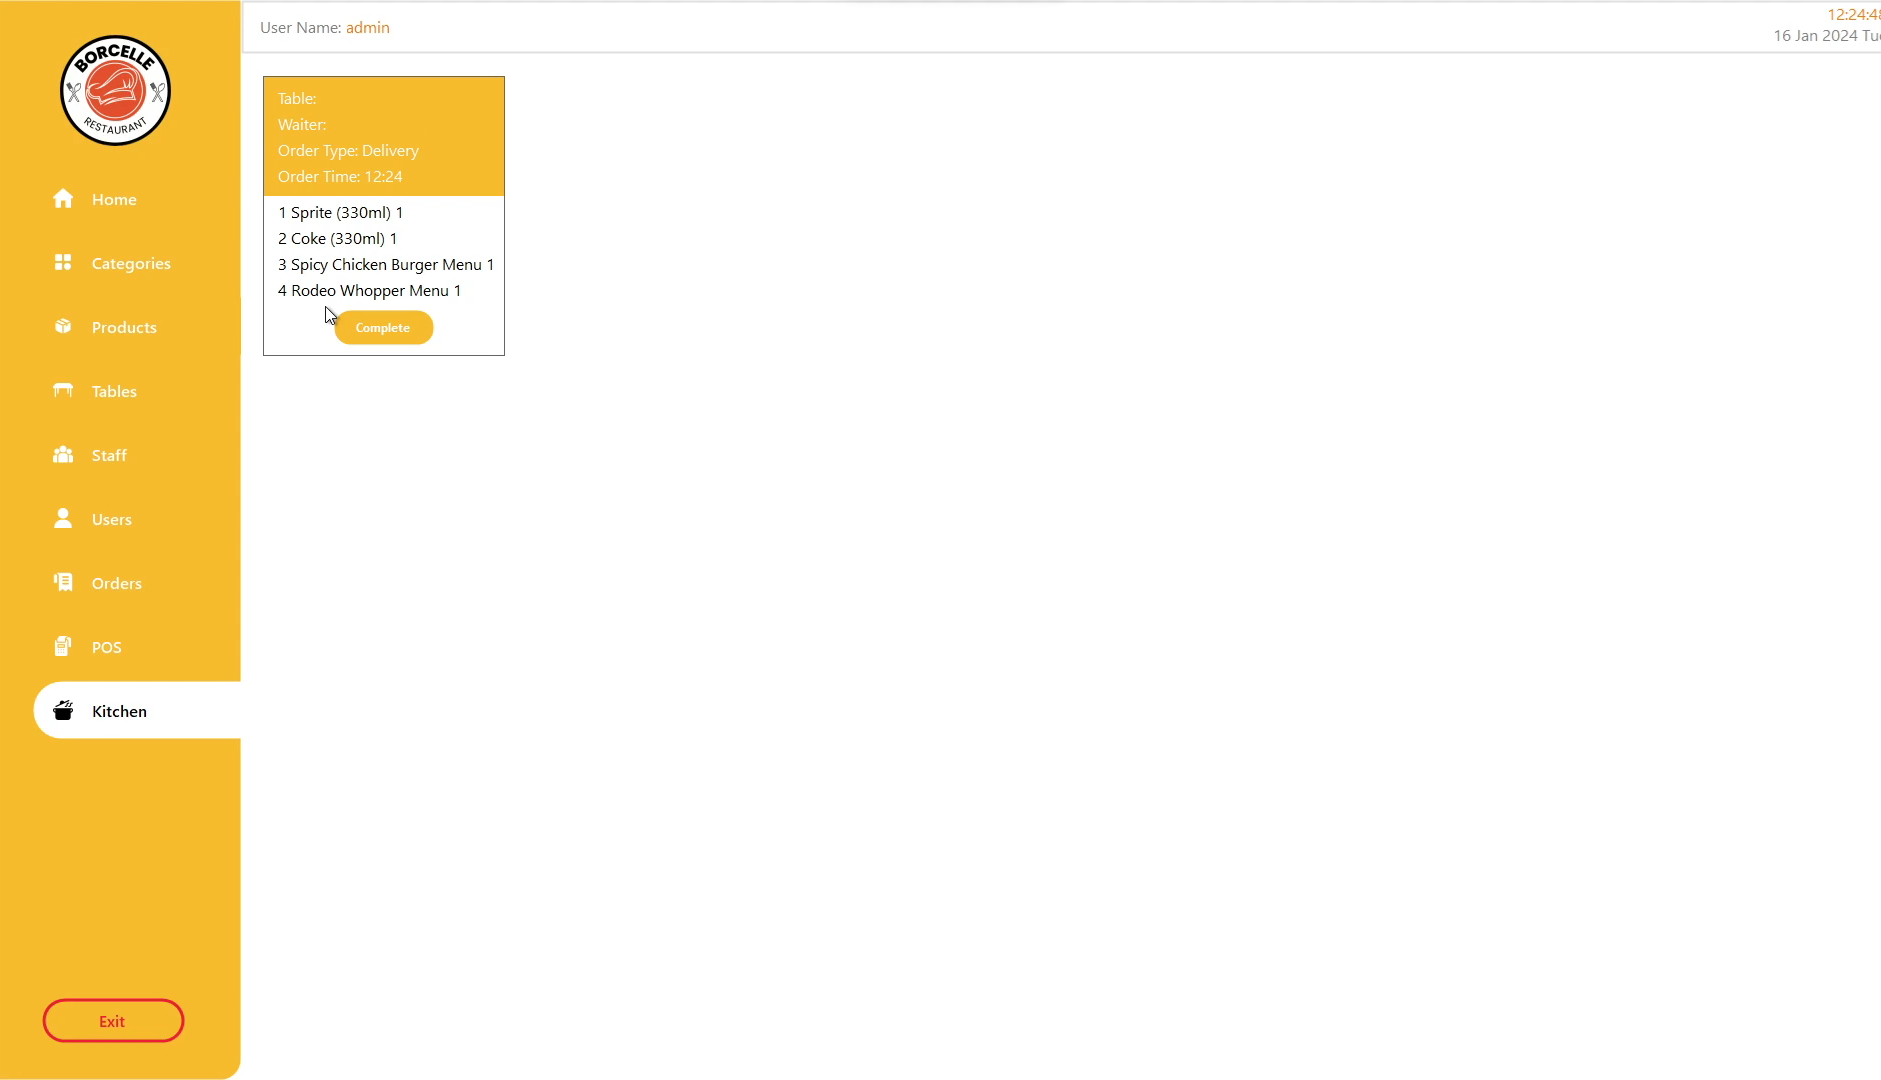 BORCELLE
RESTAURANT
Home
Categories
Products
Tables
Staff
Users
Orders
POS
Kitchen
Exit
User Name: admin
12:24:48
16 Jan 2024 Tu
Table:
Waiter:
Order Type: Delivery
Order Time: 12:24
1 Sprite (330ml) 1
2 Coke (330ml) 1
3 Spicy Chicken Burger Menu 1
4 Rodeo Whopper Menu 1
Complete